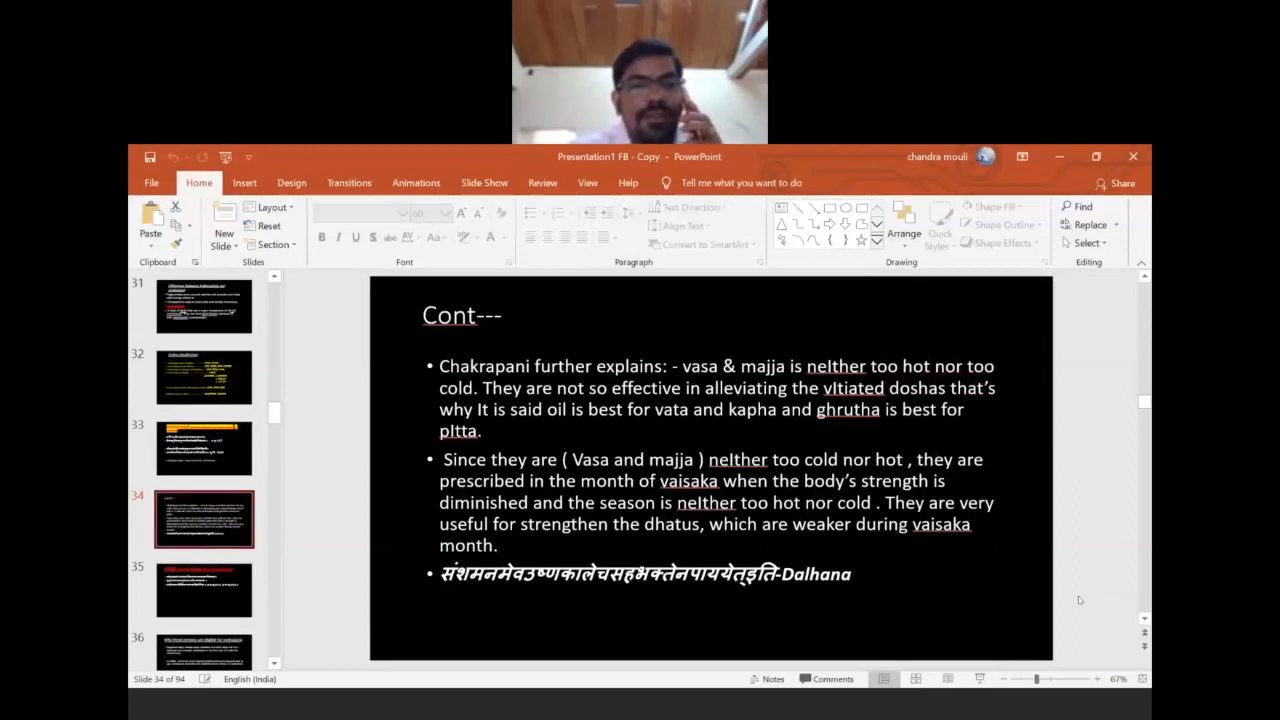 Presentation1 FB - Copy - PowerPoint
chandra mouli
File Home Insert Design Transitions Animations Slide Show Review View Help Tell me what you want to do Share
Paste
New Slide
Layout
Reset
Section
60
Text Direction
Align Text
Convert to SmartArt
Arrange
Quick Styles
Shape Fill
Shape Outline
Shape Effects
Find
Replace
Select
Clipboard Slides Font Paragraph Drawing Editing
31
32
33
34
35
36
Cont---
• Chakrapani further explains: - vasa & majja is neIther too hot nor too
cold. They are not so effective in alleviating the vItiated doshas that’s
why It is said oil is best for vata and kapha and ghrutha is best for
pItta.
• Since they are ( Vasa and majja ) neIther too cold nor hot , they are
prescribed in the month of vaisaka when the body’s strength is
diminished and the season is neIther too hot nor cold . They are very
useful for strengthen the dhatus, which are weaker during vaisaka
month.
-Dalhana
Slide 34 of 94 English (India) Notes Comments 67%